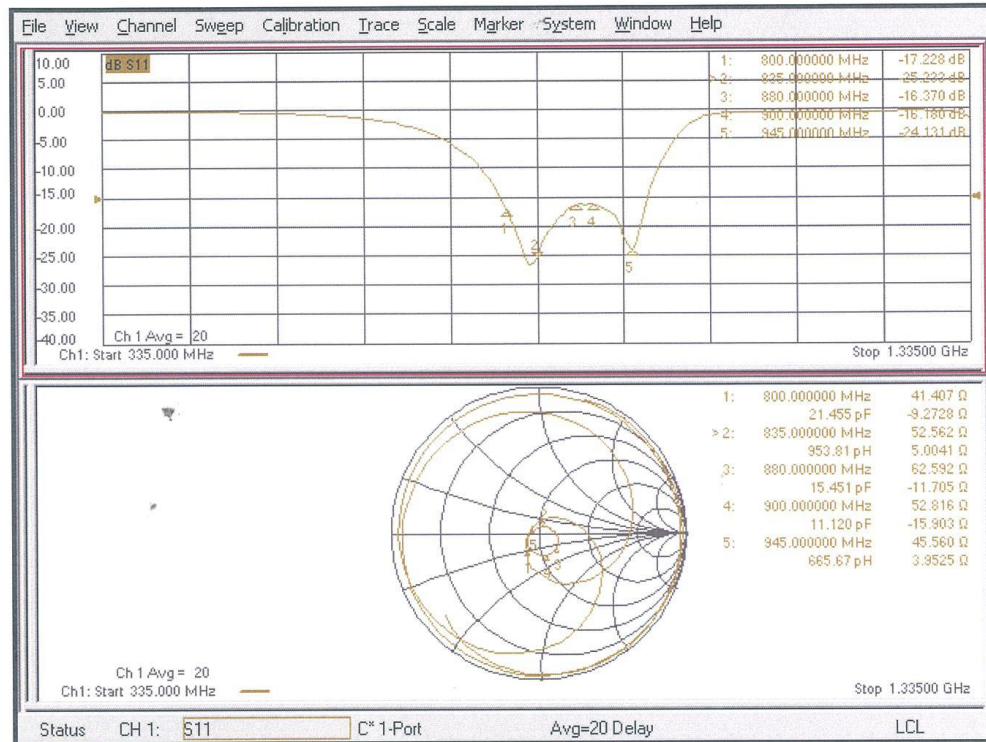 File View Channel Sweep Calibration Trace Scale Marker System Window Help
dB S11
10.00
5.00
0.00
-5.00
-10.00
-15.00
-20.00
-25.00
-30.00
-35.00
-40.00
1: 800.000000 MHz -17.228 dB
>2: 835.000000 MHz -25.233 dB
3: 880.000000 MHz -16.370 dB
4: 900.000000 MHz -16.180 dB
5: 945.000000 MHz -24.131 dB
1
2
3 4
5
Ch 1 Avg = 20
Ch1: Start 335.000 MHz
Stop 1.33500 GHz
1: 800.000000 MHz 41.407 Ω
21.455 pF -9.2728 Ω
>2: 835.000000 MHz 52.562 Ω
953.81 pH 5.0041 Ω
3: 880.000000 MHz 62.592 Ω
15.451 pF -11.705 Ω
4: 900.000000 MHz 52.816 Ω
11.120 pF -15.903 Ω
5: 945.000000 MHz 45.560 Ω
665.67 pH 3.9525 Ω
Ch 1 Avg = 20
Ch1: Start 335.000 MHz
Stop 1.33500 GHz
Status CH 1: S11 C* 1-Port Avg=20 Delay LCL